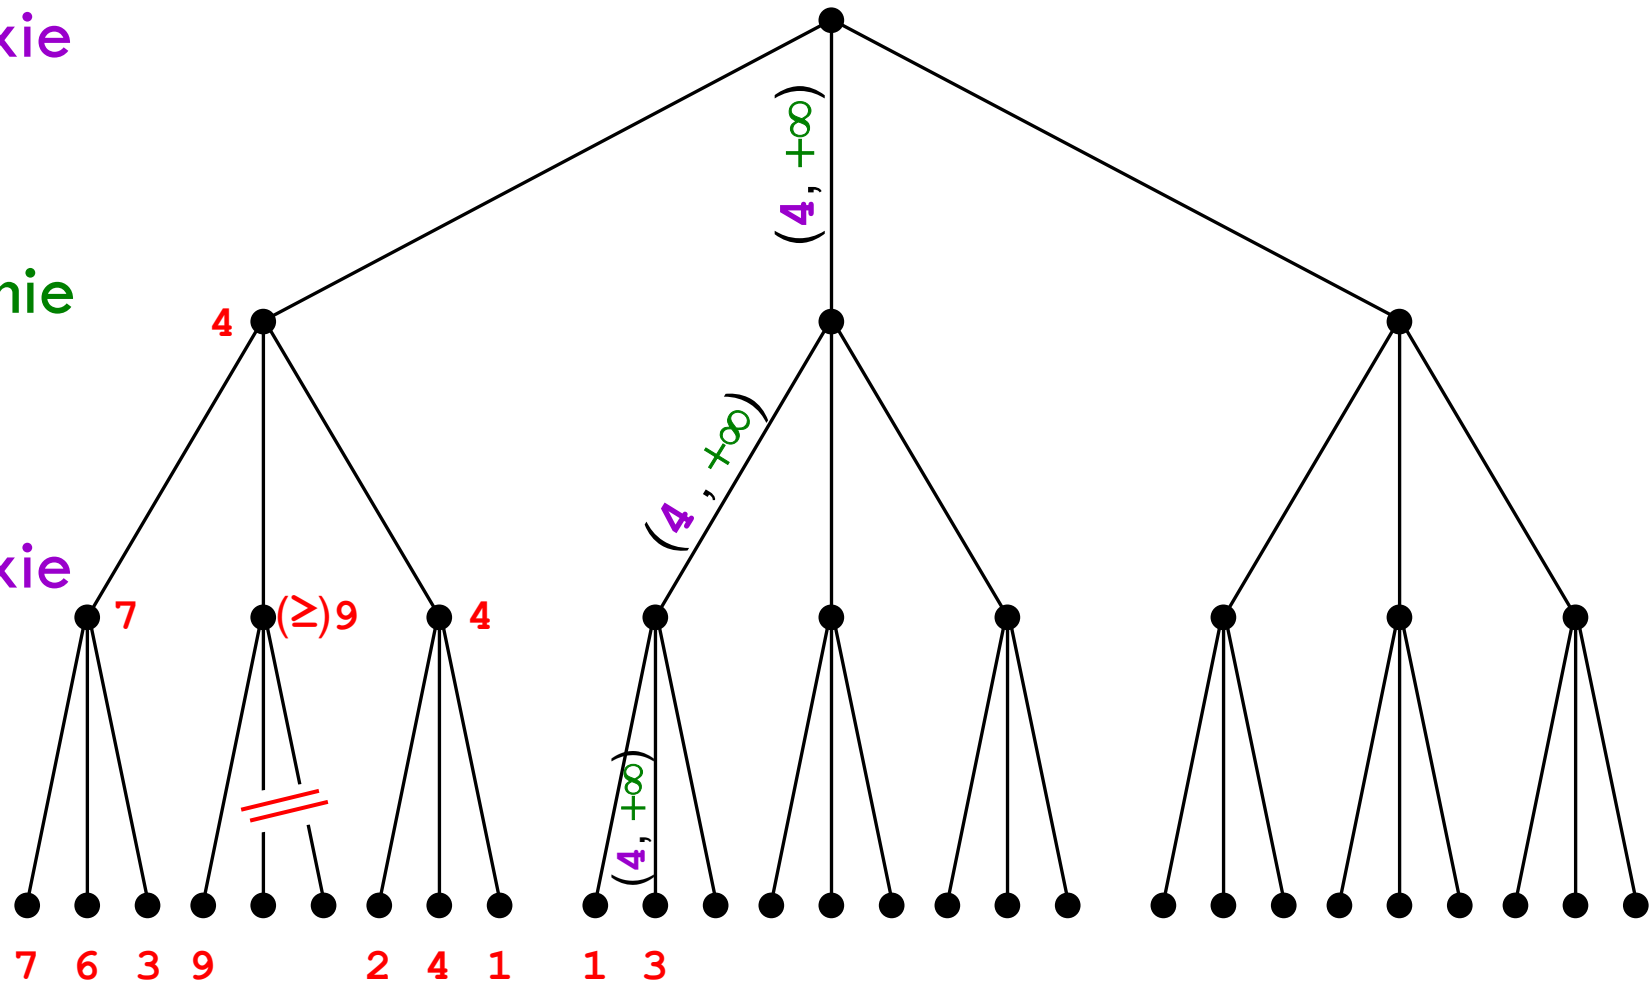 xie
(4, +∞)
nie
4
(4, +∞)
xie
7 (≥)9 4
(4, +∞)
7 6 3 9 2 4 1 1 3